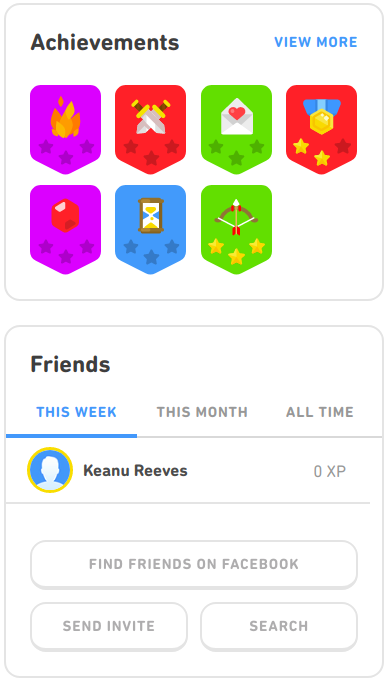 Achievements VIEW MORE
Friends
THIS WEEK THIS MONTH ALL TIME
Keanu Reeves 0 XP
FIND FRIENDS ON FACEBOOK
SEND INVITE SEARCH